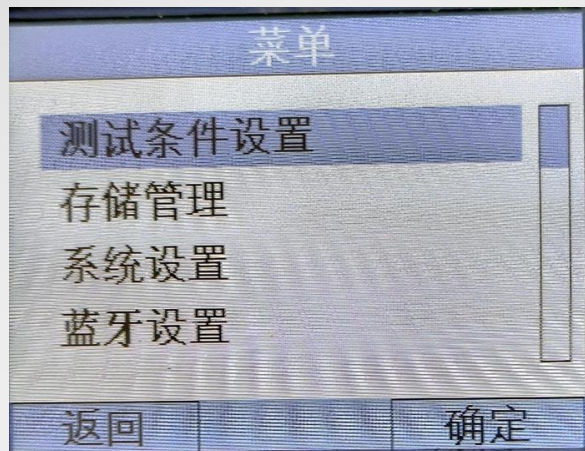 菜单
测试条件设置
存储管理
系统设置
蓝牙设置
返回 确定